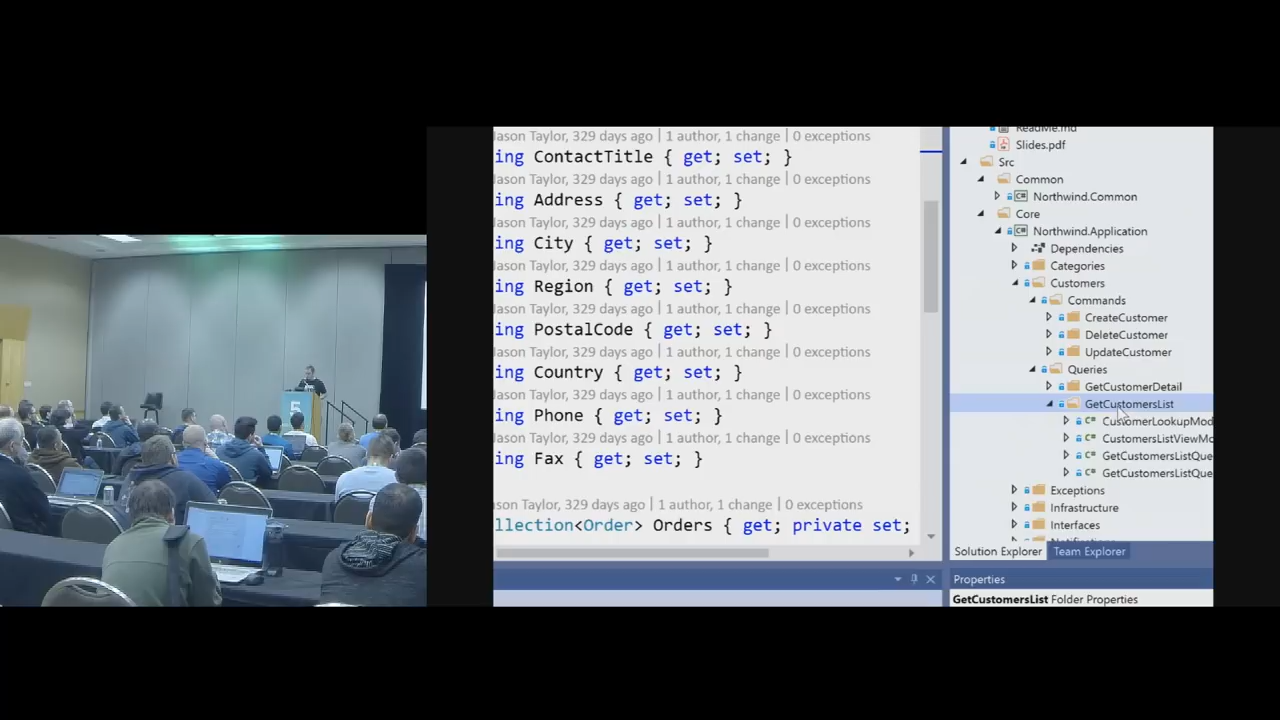 Jason Taylor, 329 days ago | 1 author, 1 change | 0 exceptions
ing ContactTitle { get; set; }
Jason Taylor, 329 days ago | 1 author, 1 change | 0 exceptions
ing Address { get; set; }
Jason Taylor, 329 days ago | 1 author, 1 change | 0 exceptions
ing City { get; set; }
Jason Taylor, 329 days ago | 1 author, 1 change | 0 exceptions
ing Region { get; set; }
Jason Taylor, 329 days ago | 1 author, 1 change | 0 exceptions
ing PostalCode { get; set; }
Jason Taylor, 329 days ago | 1 author, 1 change | 0 exceptions
ing Country { get; set; }
Jason Taylor, 329 days ago | 1 author, 1 change | 0 exceptions
ing Phone { get; set; }
Jason Taylor, 329 days ago | 1 author, 1 change | 0 exceptions
ing Fax { get; set; }
ason Taylor, 329 days ago | 1 author, 1 change | 0 exceptions
llection<Order> Orders { get; private set;
ReadMe.md
Slides.pdf
Src
Common
Northwind.Common
Core
Northwind.Application
Dependencies
Categories
Customers
Commands
CreateCustomer
DeleteCustomer
UpdateCustomer
Queries
GetCustomerDetail
GetCustomersList
CustomerLookupMod
CustomersListViewMo
GetCustomersListQue
GetCustomersListQue
Exceptions
Infrastructure
Interfaces
Solution Explorer Team Explorer
Properties
GetCustomersList Folder Properties
5